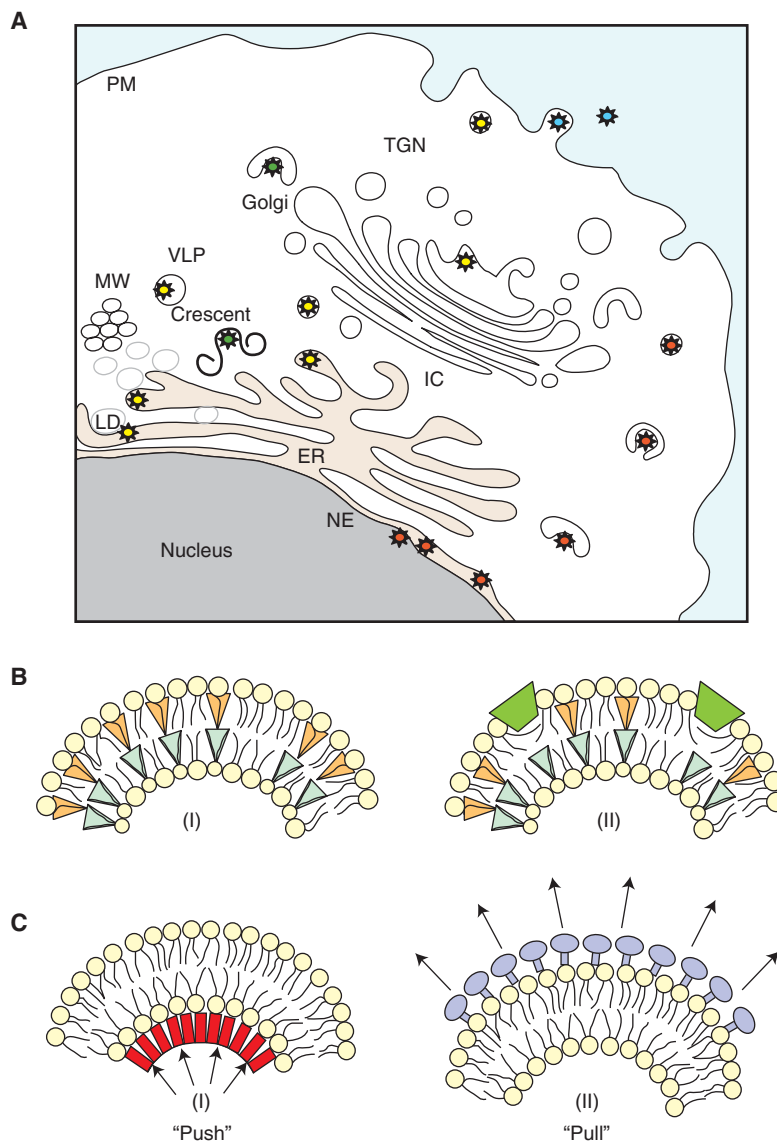 A
PM
TGN
Golgi
VLP
MW
Crescent
IC
LD
ER
NE
Nucleus
B
(I)
(II)
C
(I)
“Push”
(II)
“Pull”